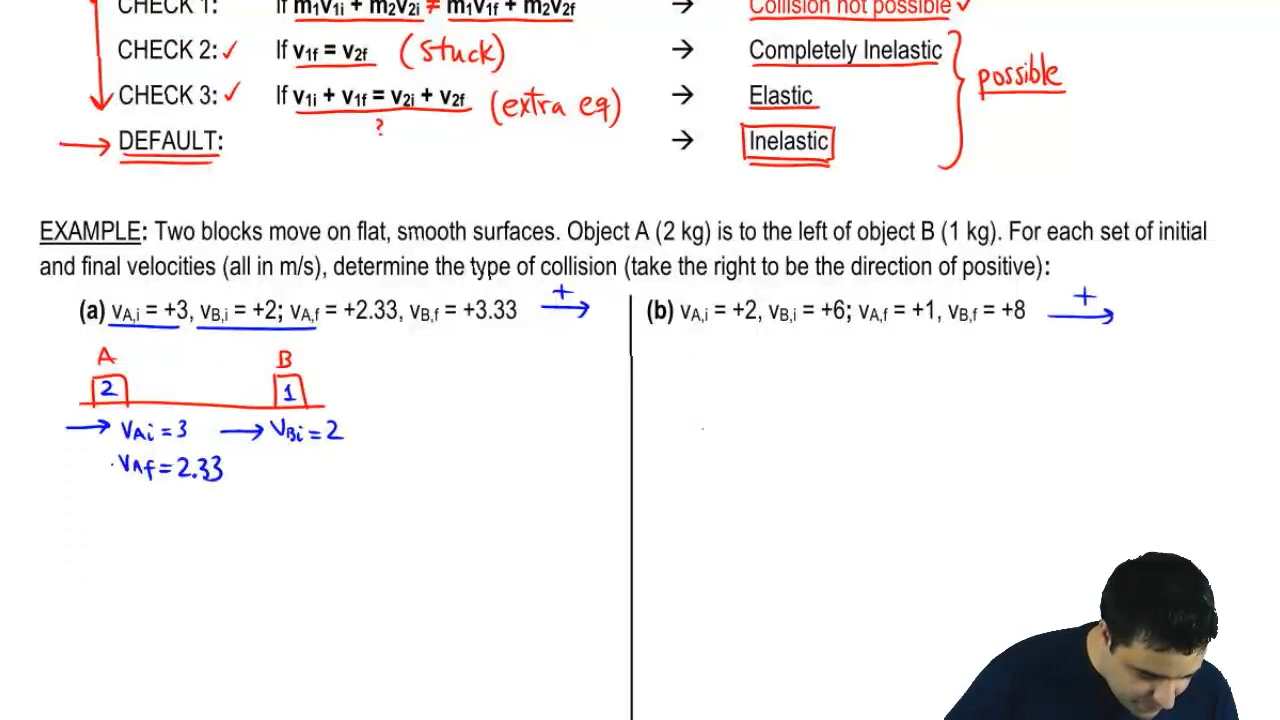 CHECK 1: If m1v1i + m2v2i ≠ m1v1f + m2v2f → Collision not possible ✓
CHECK 2: ✓ If v1f = v2f (stuck) → Completely Inelastic
CHECK 3: ✓ If v1i + v1f = v2i + v2f (extra eq) → Elastic
?
possible
DEFAULT: → Inelastic
EXAMPLE: Two blocks move on flat, smooth surfaces. Object A (2 kg) is to the left of object B (1 kg). For each set of initial
and final velocities (all in m/s), determine the type of collision (take the right to be the direction of positive):
(a) vA,i = +3, vB,i = +2; vA,f = +2.33, vB,f = +3.33 +
A B
2 1
→ vAi = 3 → vBi = 2
vAf = 2.33
(b) vA,i = +2, vB,i = +6; vA,f = +1, vB,f = +8 +